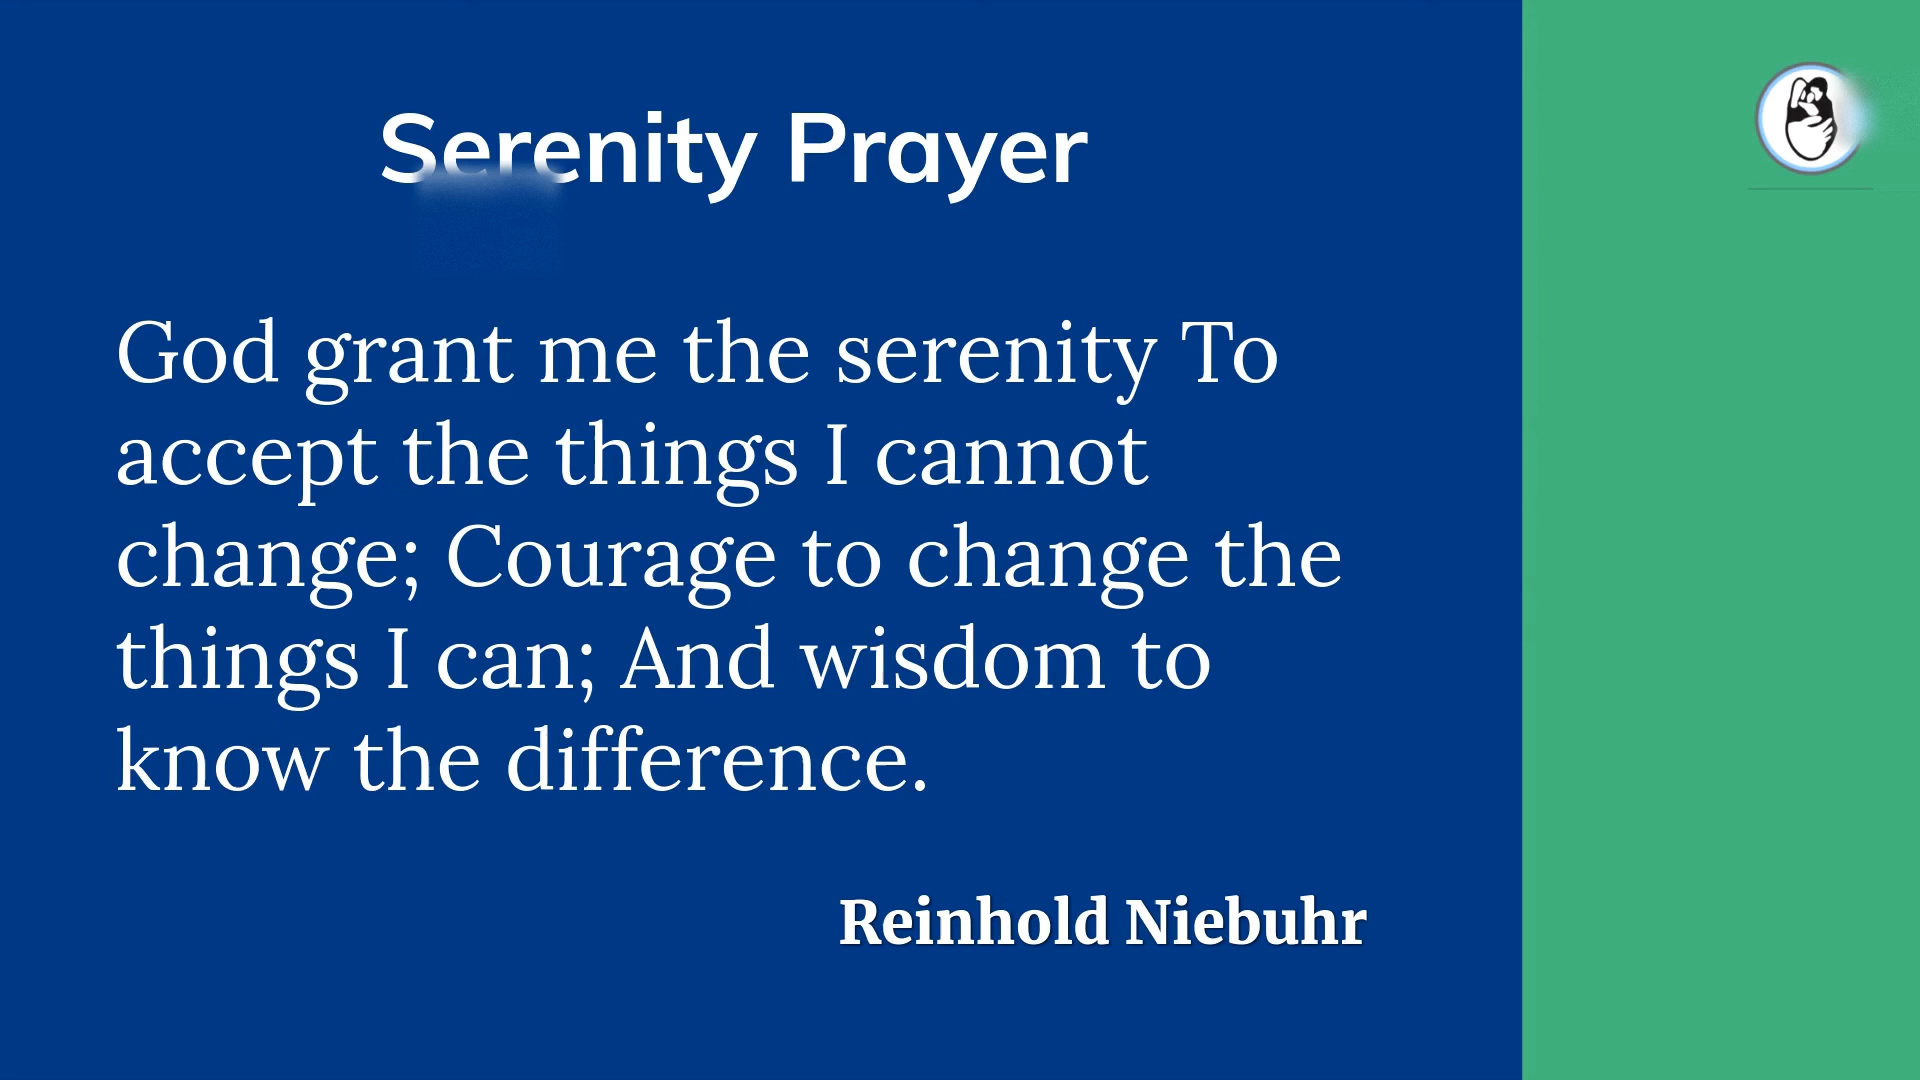 Serenity Prayer
God grant me the serenity To
accept the things I cannot
change; Courage to change the
things I can; And wisdom to
know the difference.
Reinhold Niebuhr